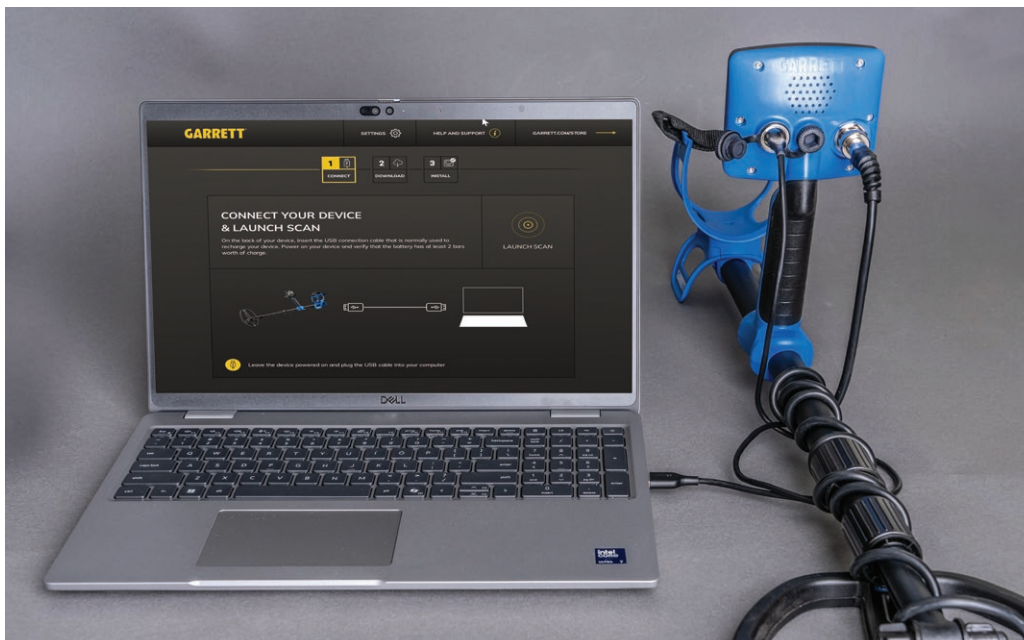 GARRETT
GARRETT
SETTINGS
HELP AND SUPPORT
GARRETT.COM/STORE
1
2
3
CONNECT
DOWNLOAD
INSTALL
CONNECT YOUR DEVICE
& LAUNCH SCAN
On the back of your device, insert the USB connection cable that is normally used to
recharge your device. Power on your device and verify that the battery has at least 2 bars
worth of charge.
LAUNCH SCAN
Leave the device powered on and plug the USB cable into your computer
DELL
intel